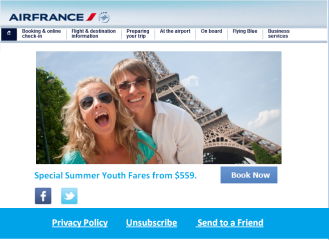 AIRFRANCE
Booking & online check-in
Flight & destination information
Preparing your trip
At the airport
On board
Flying Blue
Business services
Special Summer Youth Fares from $559.
Book Now
Privacy Policy Unsubscribe Send to a Friend